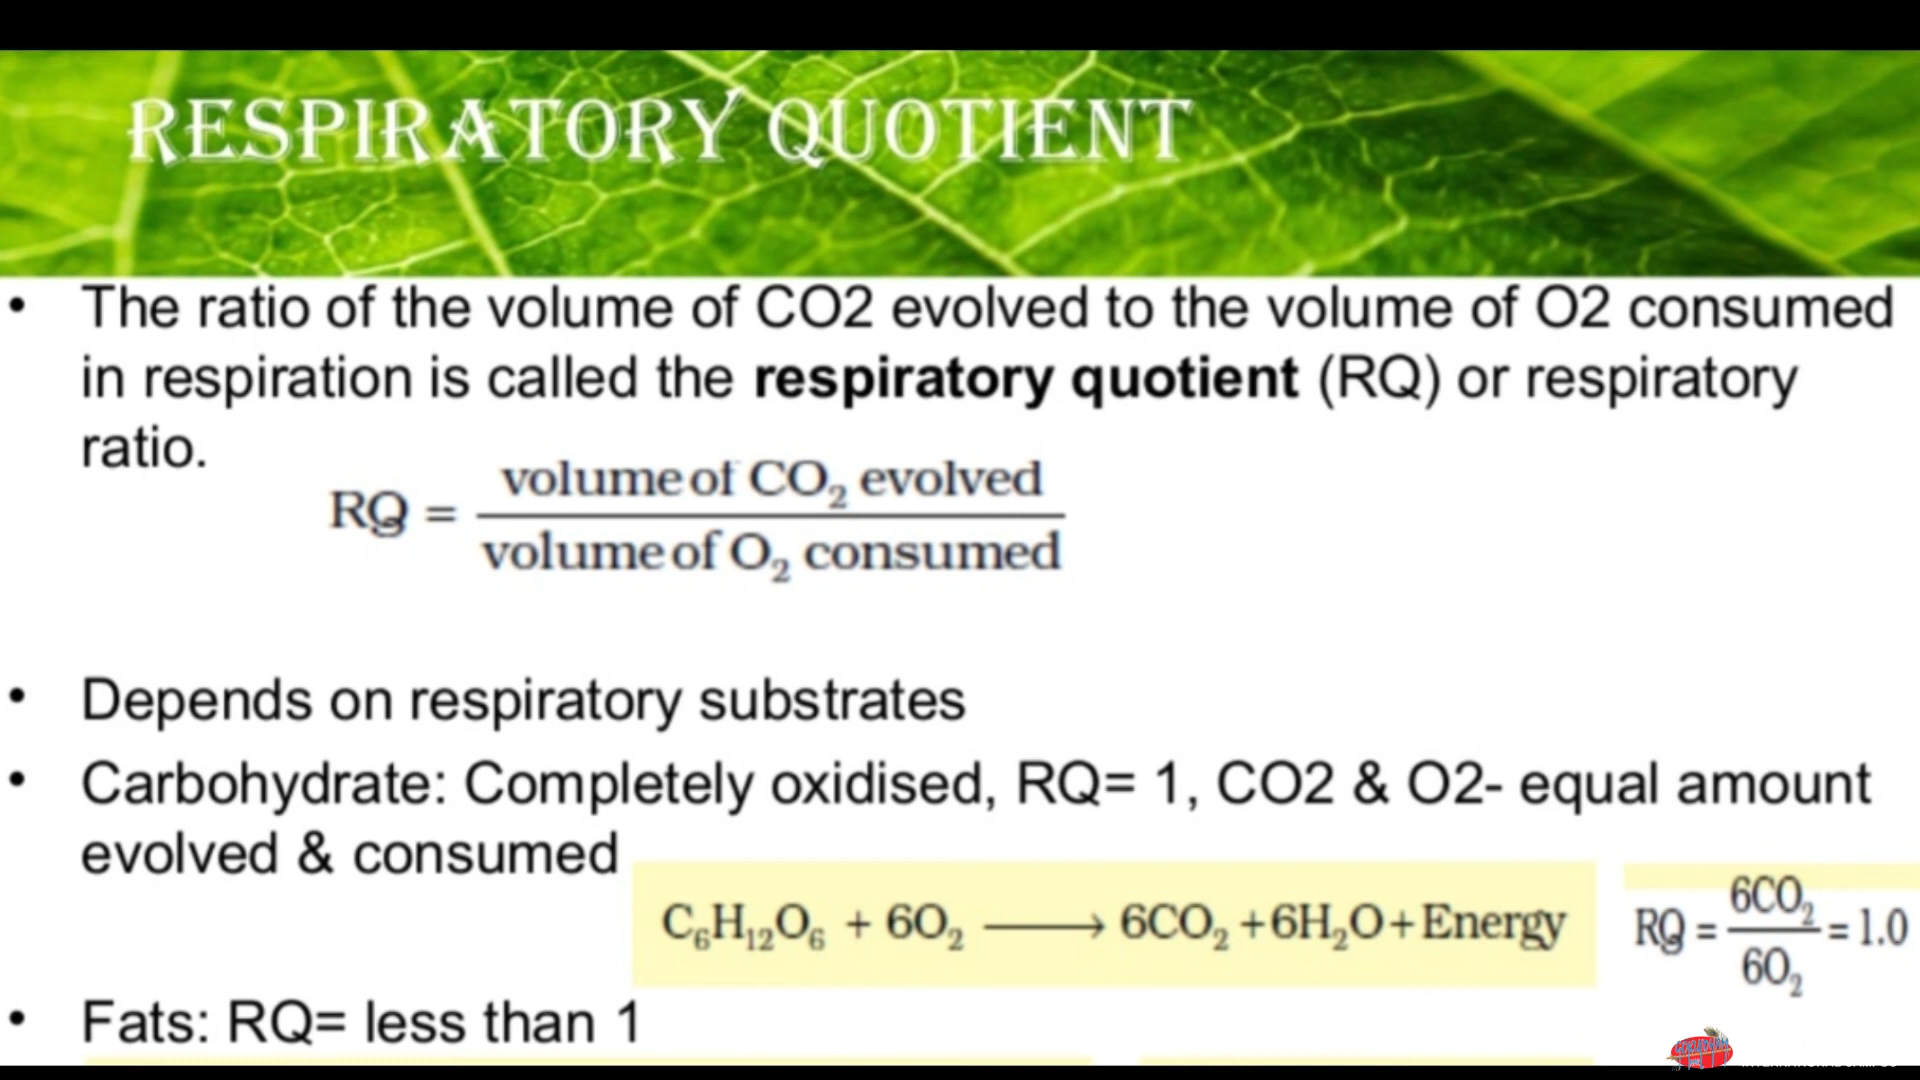 RESPIRATORY QUOTIENT
• The ratio of the volume of CO2 evolved to the volume of O2 consumed
in respiration is called the respiratory quotient (RQ) or respiratory
ratio.
RQ = volume of CO₂ evolved / volume of O₂ consumed
• Depends on respiratory substrates
• Carbohydrate: Completely oxidised, RQ= 1, CO2 & O2- equal amount
evolved & consumed
C₆H₁₂O₆ + 6O₂ ⟶ 6CO₂ +6H₂O+Energy
RQ = 6CO₂ / 6O₂ = 1.0
• Fats: RQ= less than 1